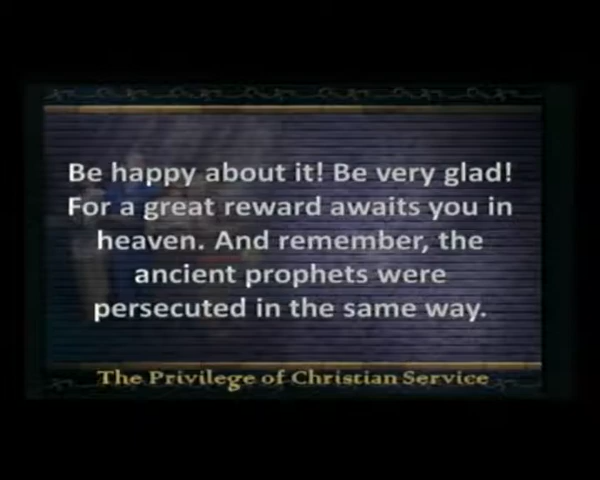 Be happy about it! Be very glad!
For a great reward awaits you in
heaven. And remember, the
ancient prophets were
persecuted in the same way.
The Privilege of Christian Service